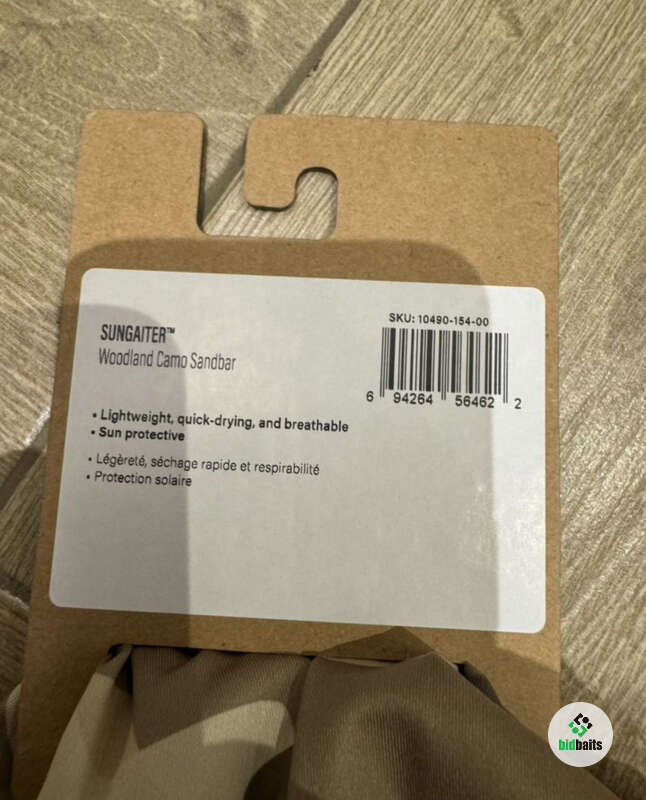 SUNGAITER™
Woodland Camo Sandbar
SKU: 10490-154-00
6 94264 56462 2
• Lightweight, quick-drying, and breathable
• Sun protective
• Légèreté, séchage rapide et respirabilité
• Protection solaire
bidbaits